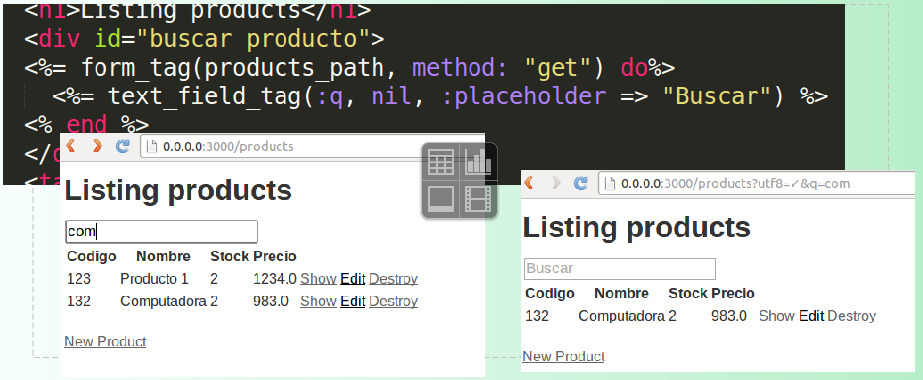 <h1>Listing products</h1>
<div id="buscar producto">
<%= form_tag(products_path, method: "get") do%>
<%= text_field_tag(:q, nil, :placeholder => "Buscar") %>
<% end %>
</d
<ta
0.0.0.0:3000/products
Listing products
com
Codigo Nombre Stock Precio
123 Producto 1 2 1234.0 Show Edit Destroy
132 Computadora 2 983.0 Show Edit Destroy
New Product
0.0.0.0:3000/products?utf8=✓&q=com
Listing products
Buscar
Codigo Nombre Stock Precio
132 Computadora 2 983.0 Show Edit Destroy
New Product